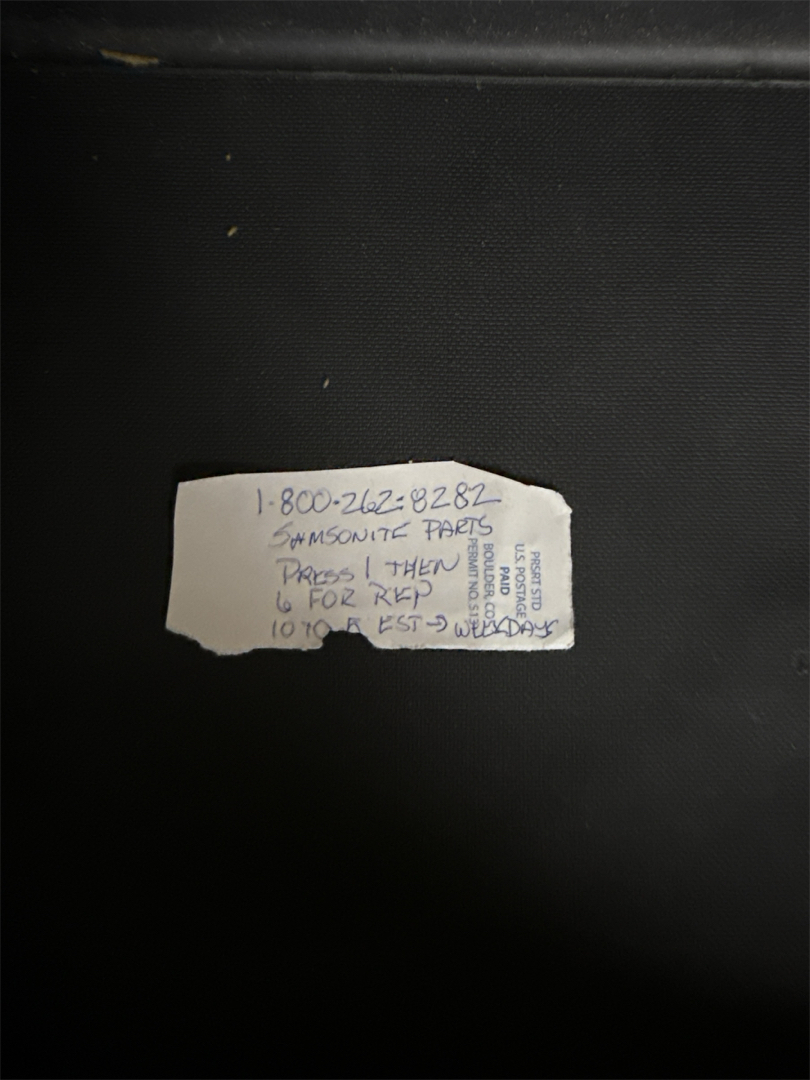 1-800-262-8282
SAMSONITE PARTS
PRESS 1 THEN
6 FOR REP
10 TO EST → WEEKDAYS
PRSRT STD
U.S. POSTAGE
PAID
BOULDER, CO
PERMIT NO.